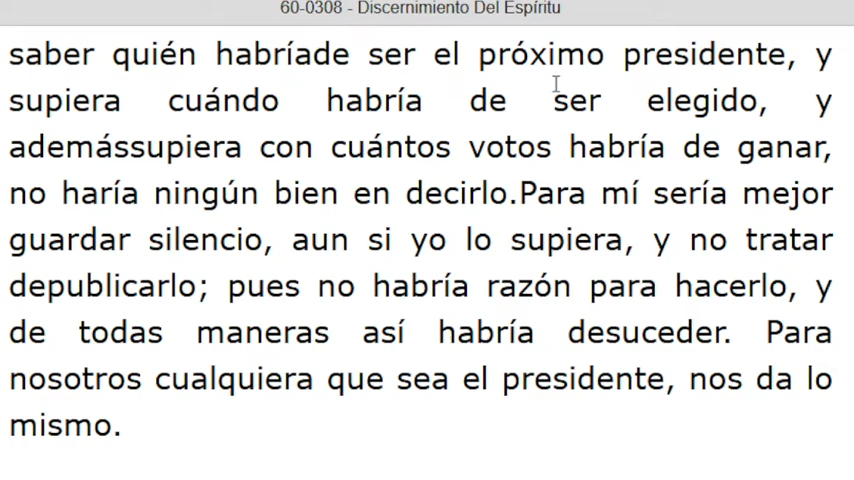 60-0308 - Discernimiento Del Espíritu
saber quién habríade ser el próximo presidente, y
supiera cuándo habría de ser elegido, y
ademássupiera con cuántos votos habría de ganar,
no haría ningún bien en decirlo.Para mí sería mejor
guardar silencio, aun si yo lo supiera, y no tratar
depublicarlo; pues no habría razón para hacerlo, y
de todas maneras así habría desuceder. Para
nosotros cualquiera que sea el presidente, nos da lo
mismo.